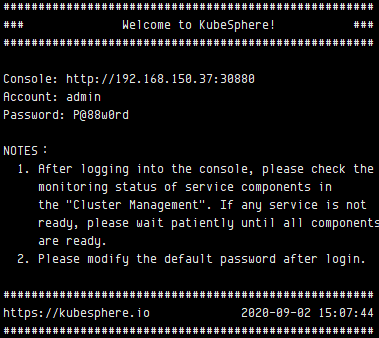 #####################################################
###              Welcome to KubeSphere!           ###
#####################################################
Console: http://192.168.150.37:30880
Account: admin
Password: P@88w0rd
NOTES：
1. After logging into the console, please check the
monitoring status of service components in
the "Cluster Management". If any service is not
ready, please wait patiently until all components
are ready.
2. Please modify the default password after login.
#####################################################
https://kubesphere.io             2020-09-02 15:07:44
#####################################################